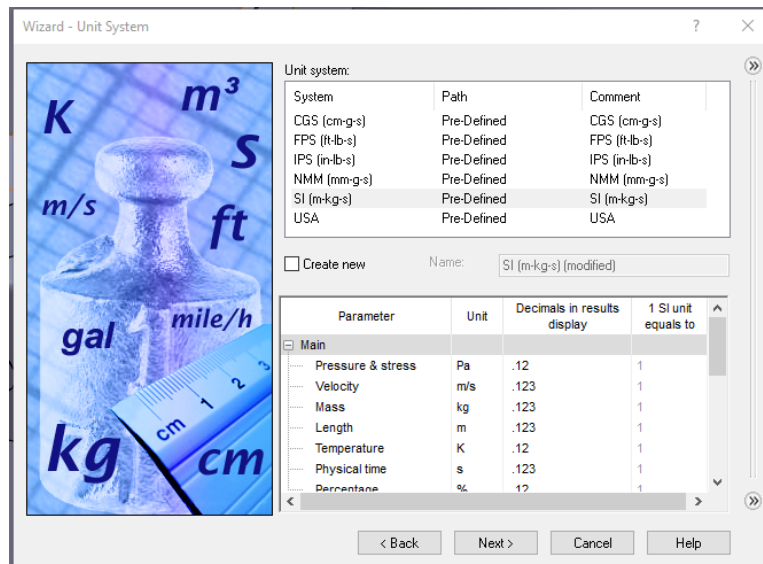 Wizard - Unit System ?
K
m³
S
m/s
ft
gal
mile/h
cm 1 2 3
kg
cm
Unit system:
System Path Comment
CGS (cm-g-s) Pre-Defined CGS (cm-g-s)
FPS (ft-lb-s) Pre-Defined FPS (ft-lb-s)
IPS (in-lb-s) Pre-Defined IPS (in-lb-s)
NMM (mm-g-s) Pre-Defined NMM (mm-g-s)
SI (m-kg-s) Pre-Defined SI (m-kg-s)
USA Pre-Defined USA
Create new Name: SI (m-kg-s) (modified)
Parameter Unit Decimals in results display 1 SI unit equals to
Main
Pressure & stress Pa .12 1
Velocity m/s .123 1
Mass kg .123 1
Length m .123 1
Temperature K .12 1
Physical time s .123 1
Percentage % .12 1
< Back Next > Cancel Help